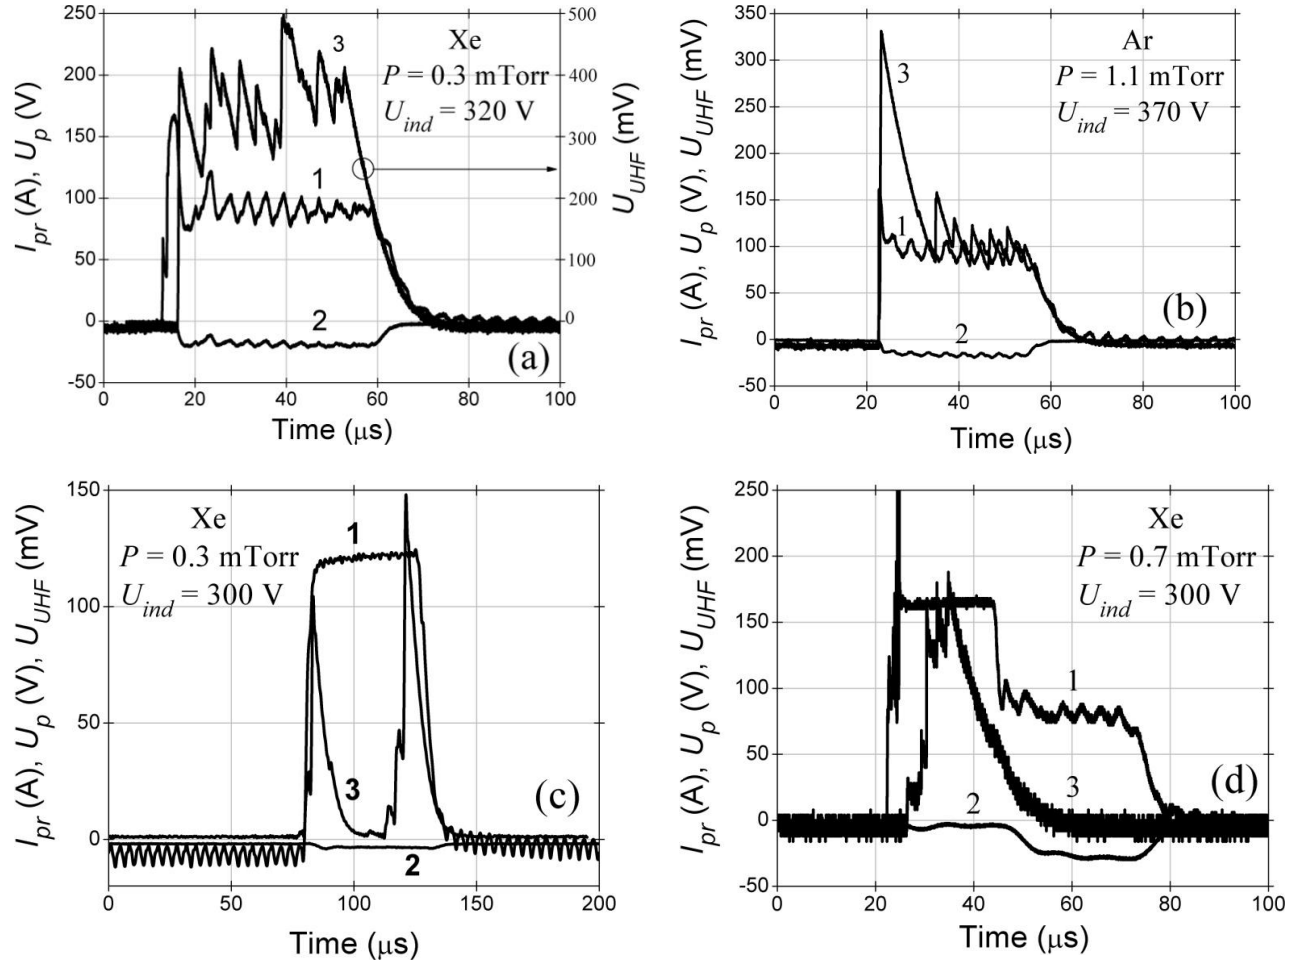 250
200
150
100
50
0
-50
500
400
300
200
100
0
0 20 40 60 80 100
Time (μs)
I_pr (A), U_p (V)
U_UHF (mV)
Xe
P = 0.3 mTorr
U_ind = 320 V
3
1
2
(a)
350
300
250
200
150
100
50
0
-50
0 20 40 60 80 100
Time (μs)
I_pr (A), U_p (V), U_UHF (mV)
Ar
P = 1.1 mTorr
U_ind = 370 V
3
1
2
(b)
150
100
50
0
0 50 100 150 200
Time (μs)
I_pr (A), U_p (V), U_UHF (mV)
Xe
P = 0.3 mTorr
U_ind = 300 V
1
3
2
(c)
250
200
150
100
50
0
-50
0 20 40 60 80 100
Time (μs)
I_pr (A), U_p (V), U_UHF (mV)
Xe
P = 0.7 mTorr
U_ind = 300 V
1
2
3
(d)